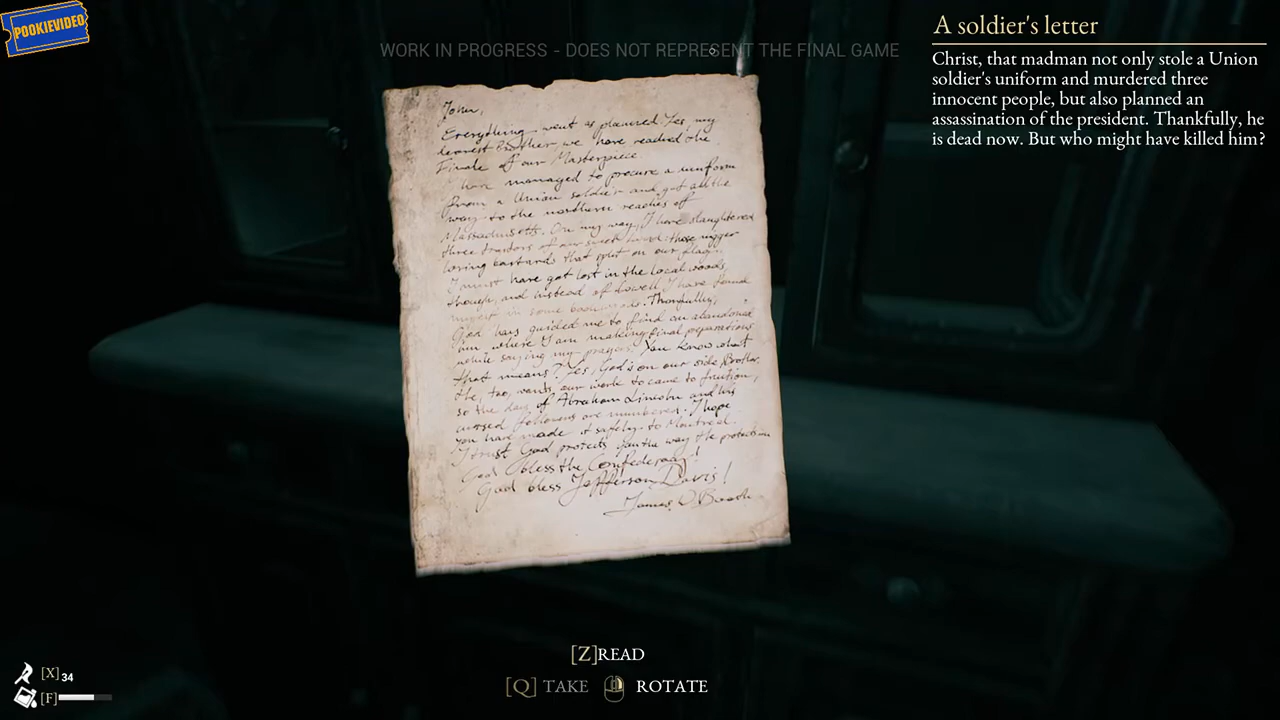 POOKIEVIDEO
WORK IN PROGRESS - DOES NOT REPRESENT THE FINAL GAME
A soldier's letter
Christ, that madman not only stole a Union
soldier's uniform and murdered three
innocent people, but also planned an
assassination of the president. Thankfully, he
is dead now. But who might have killed him?
John,
Everything went as planned. Yes, my
dearest Brother, we have reached the
Finale of our Masterpiece.
I have managed to procure a uniform
from a Union soldier and got all the
way to the northern reaches of
Massachusetts. On my way, I have slaughtered
three traitors of our land: those nigger
loving bastards that spit on our flag.
I must have got lost in the local woods,
though, and instead of Lowell, I have found
myself in some Thankfully,
God has guided me to find an abandoned
inn where I am making final preparations
while saying my prayers. You know what
that means? Yes, God is on our side, Brother.
He, too, wants our work to come to fruition,
so the days of Abraham Lincoln and his
cursed followers are numbered. I hope
you have made it safely to Montreal.
I trust God protects you the way He protects me
God bless the Confederacy!
God bless Jefferson Davis!
James O. Booth
[Z]READ
[Q] TAKE ROTATE
[X] 34
[F]